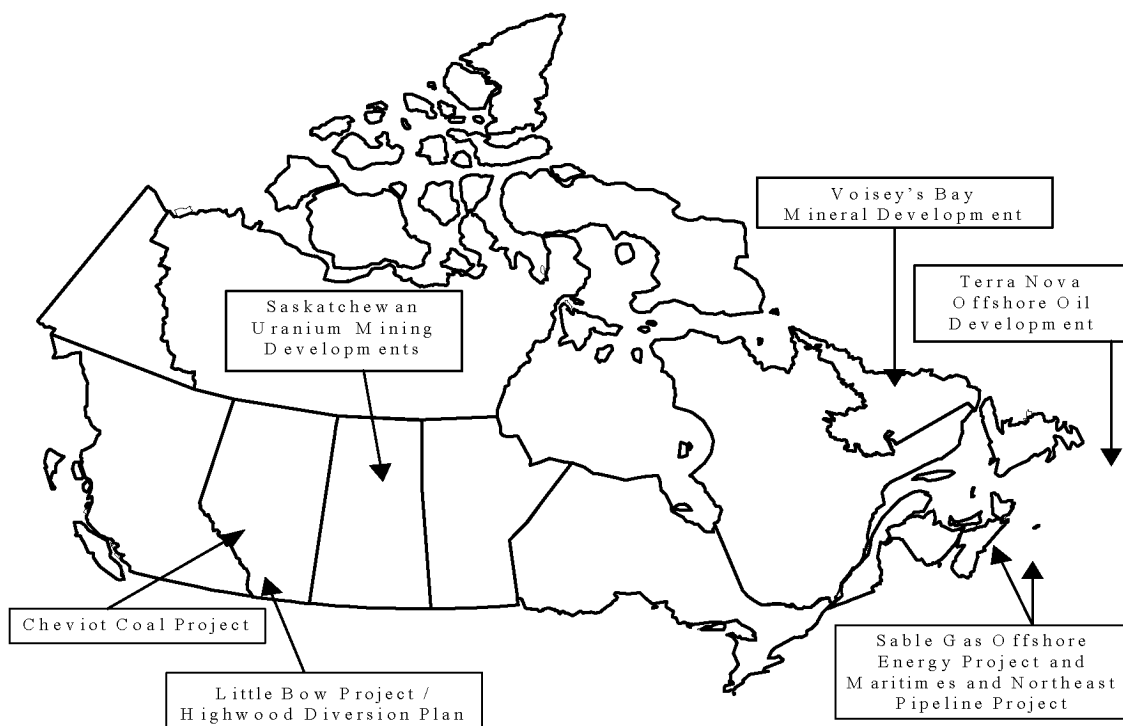 Voisey's Bay
Mineral Development
Terra Nova
Offshore Oil
Development
Saskatchewan
Uranium Mining
Developments
Cheviot Coal Project
Little Bow Project /
Highwood Diversion Plan
Sable Gas Offshore
Energy Project and
Maritimes and Northeast
Pipeline Project